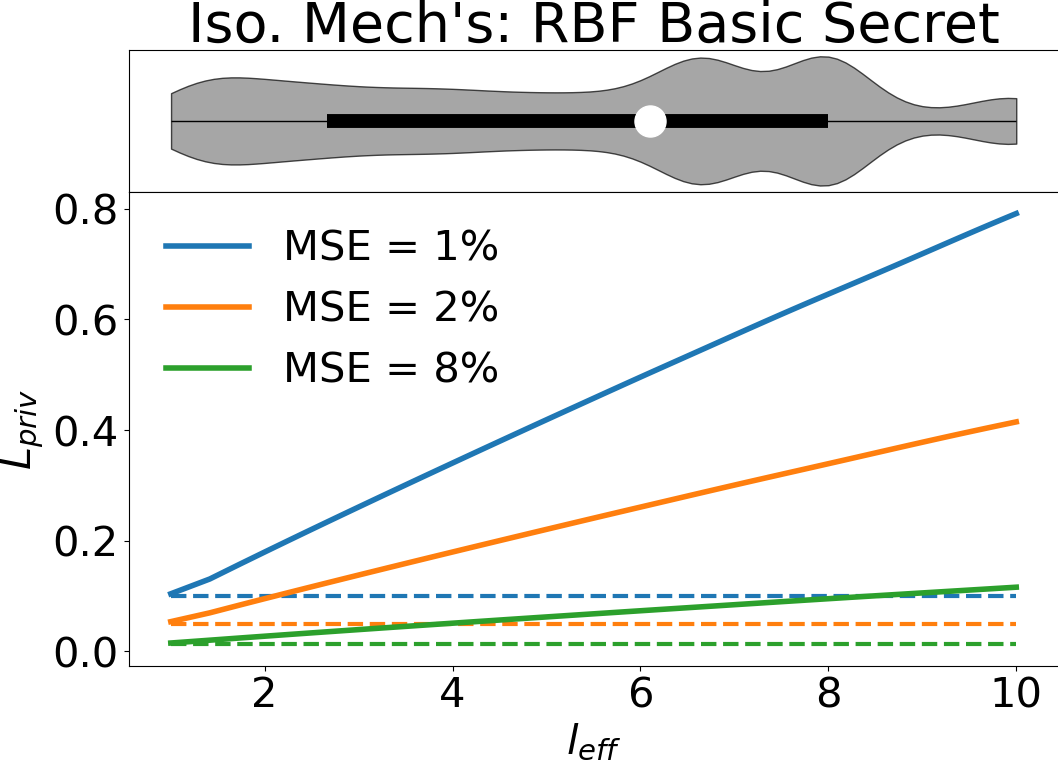 Iso. Mech's: RBF Basic Secret
0.8
0.6
0.4
0.2
0.0
L_priv
MSE = 1%
MSE = 2%
MSE = 8%
2 4 6 8 10
l_eff